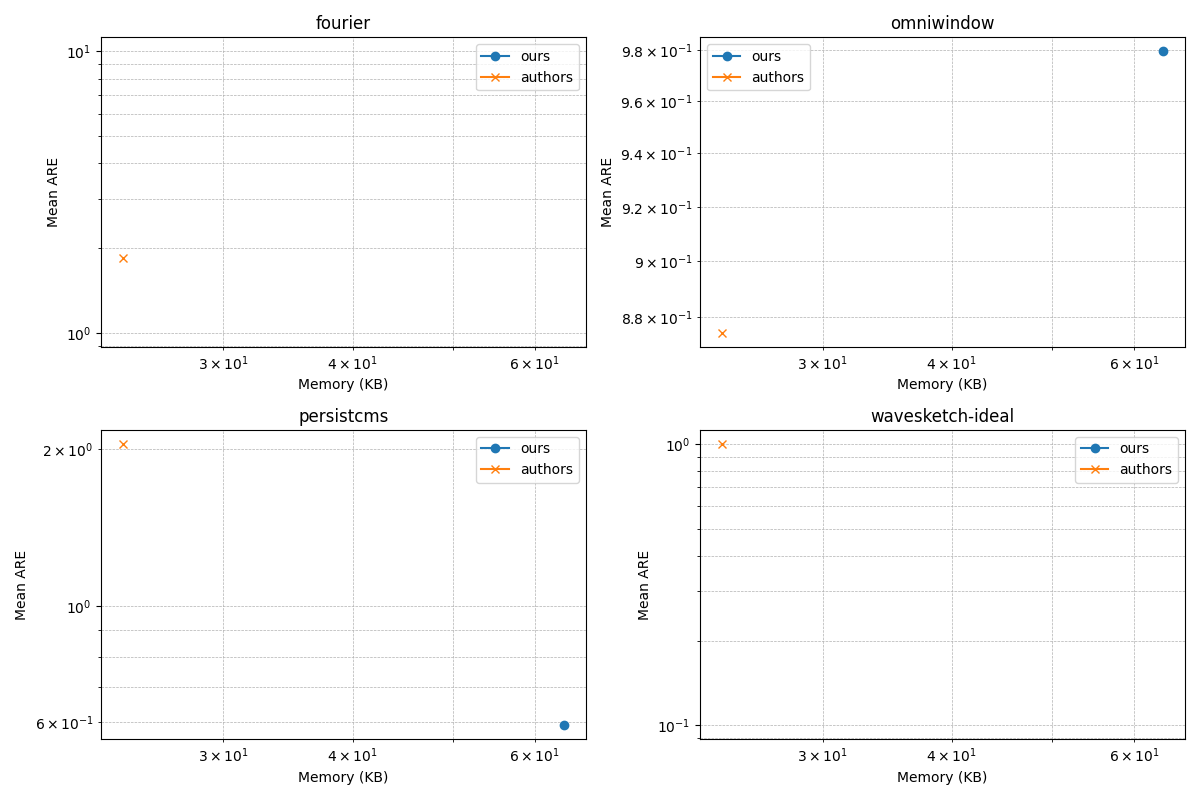 fourier
10¹
10⁰
Mean ARE
3 × 10¹
4 × 10¹
6 × 10¹
Memory (KB)
ours
authors
omniwindow
9.8 × 10⁻¹
9.6 × 10⁻¹
9.4 × 10⁻¹
9.2 × 10⁻¹
9 × 10⁻¹
8.8 × 10⁻¹
Mean ARE
3 × 10¹
4 × 10¹
6 × 10¹
Memory (KB)
ours
authors
persistcms
2 × 10⁰
10⁰
6 × 10⁻¹
Mean ARE
3 × 10¹
4 × 10¹
6 × 10¹
Memory (KB)
ours
authors
wavesketch-ideal
10⁰
10⁻¹
Mean ARE
3 × 10¹
4 × 10¹
6 × 10¹
Memory (KB)
ours
authors